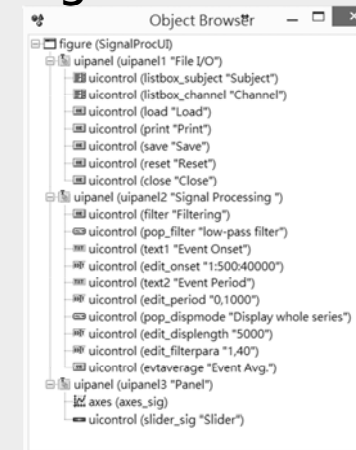 Object Browser
figure (SignalProcUI)
uipanel (uipanel1 "File I/O")
uicontrol (listbox_subject "Subject")
uicontrol (listbox_channel "Channel")
uicontrol (load "Load")
uicontrol (print "Print")
uicontrol (save "Save")
uicontrol (reset "Reset")
uicontrol (close "Close")
uipanel (uipanel2 "Signal Processing ")
uicontrol (filter "Filtering")
uicontrol (pop_filter "low-pass filter")
uicontrol (text1 "Event Onset")
uicontrol (edit_onset "1:500:40000")
uicontrol (text2 "Event Period")
uicontrol (edit_period "0,1000")
uicontrol (pop_dispmode "Display whole series")
uicontrol (edit_displength "5000")
uicontrol (edit_filterpara "1,40")
uicontrol (evtaverage "Event Avg.")
uipanel (uipanel3 "Panel")
axes (axes_sig)
uicontrol (slider_sig "Slider")